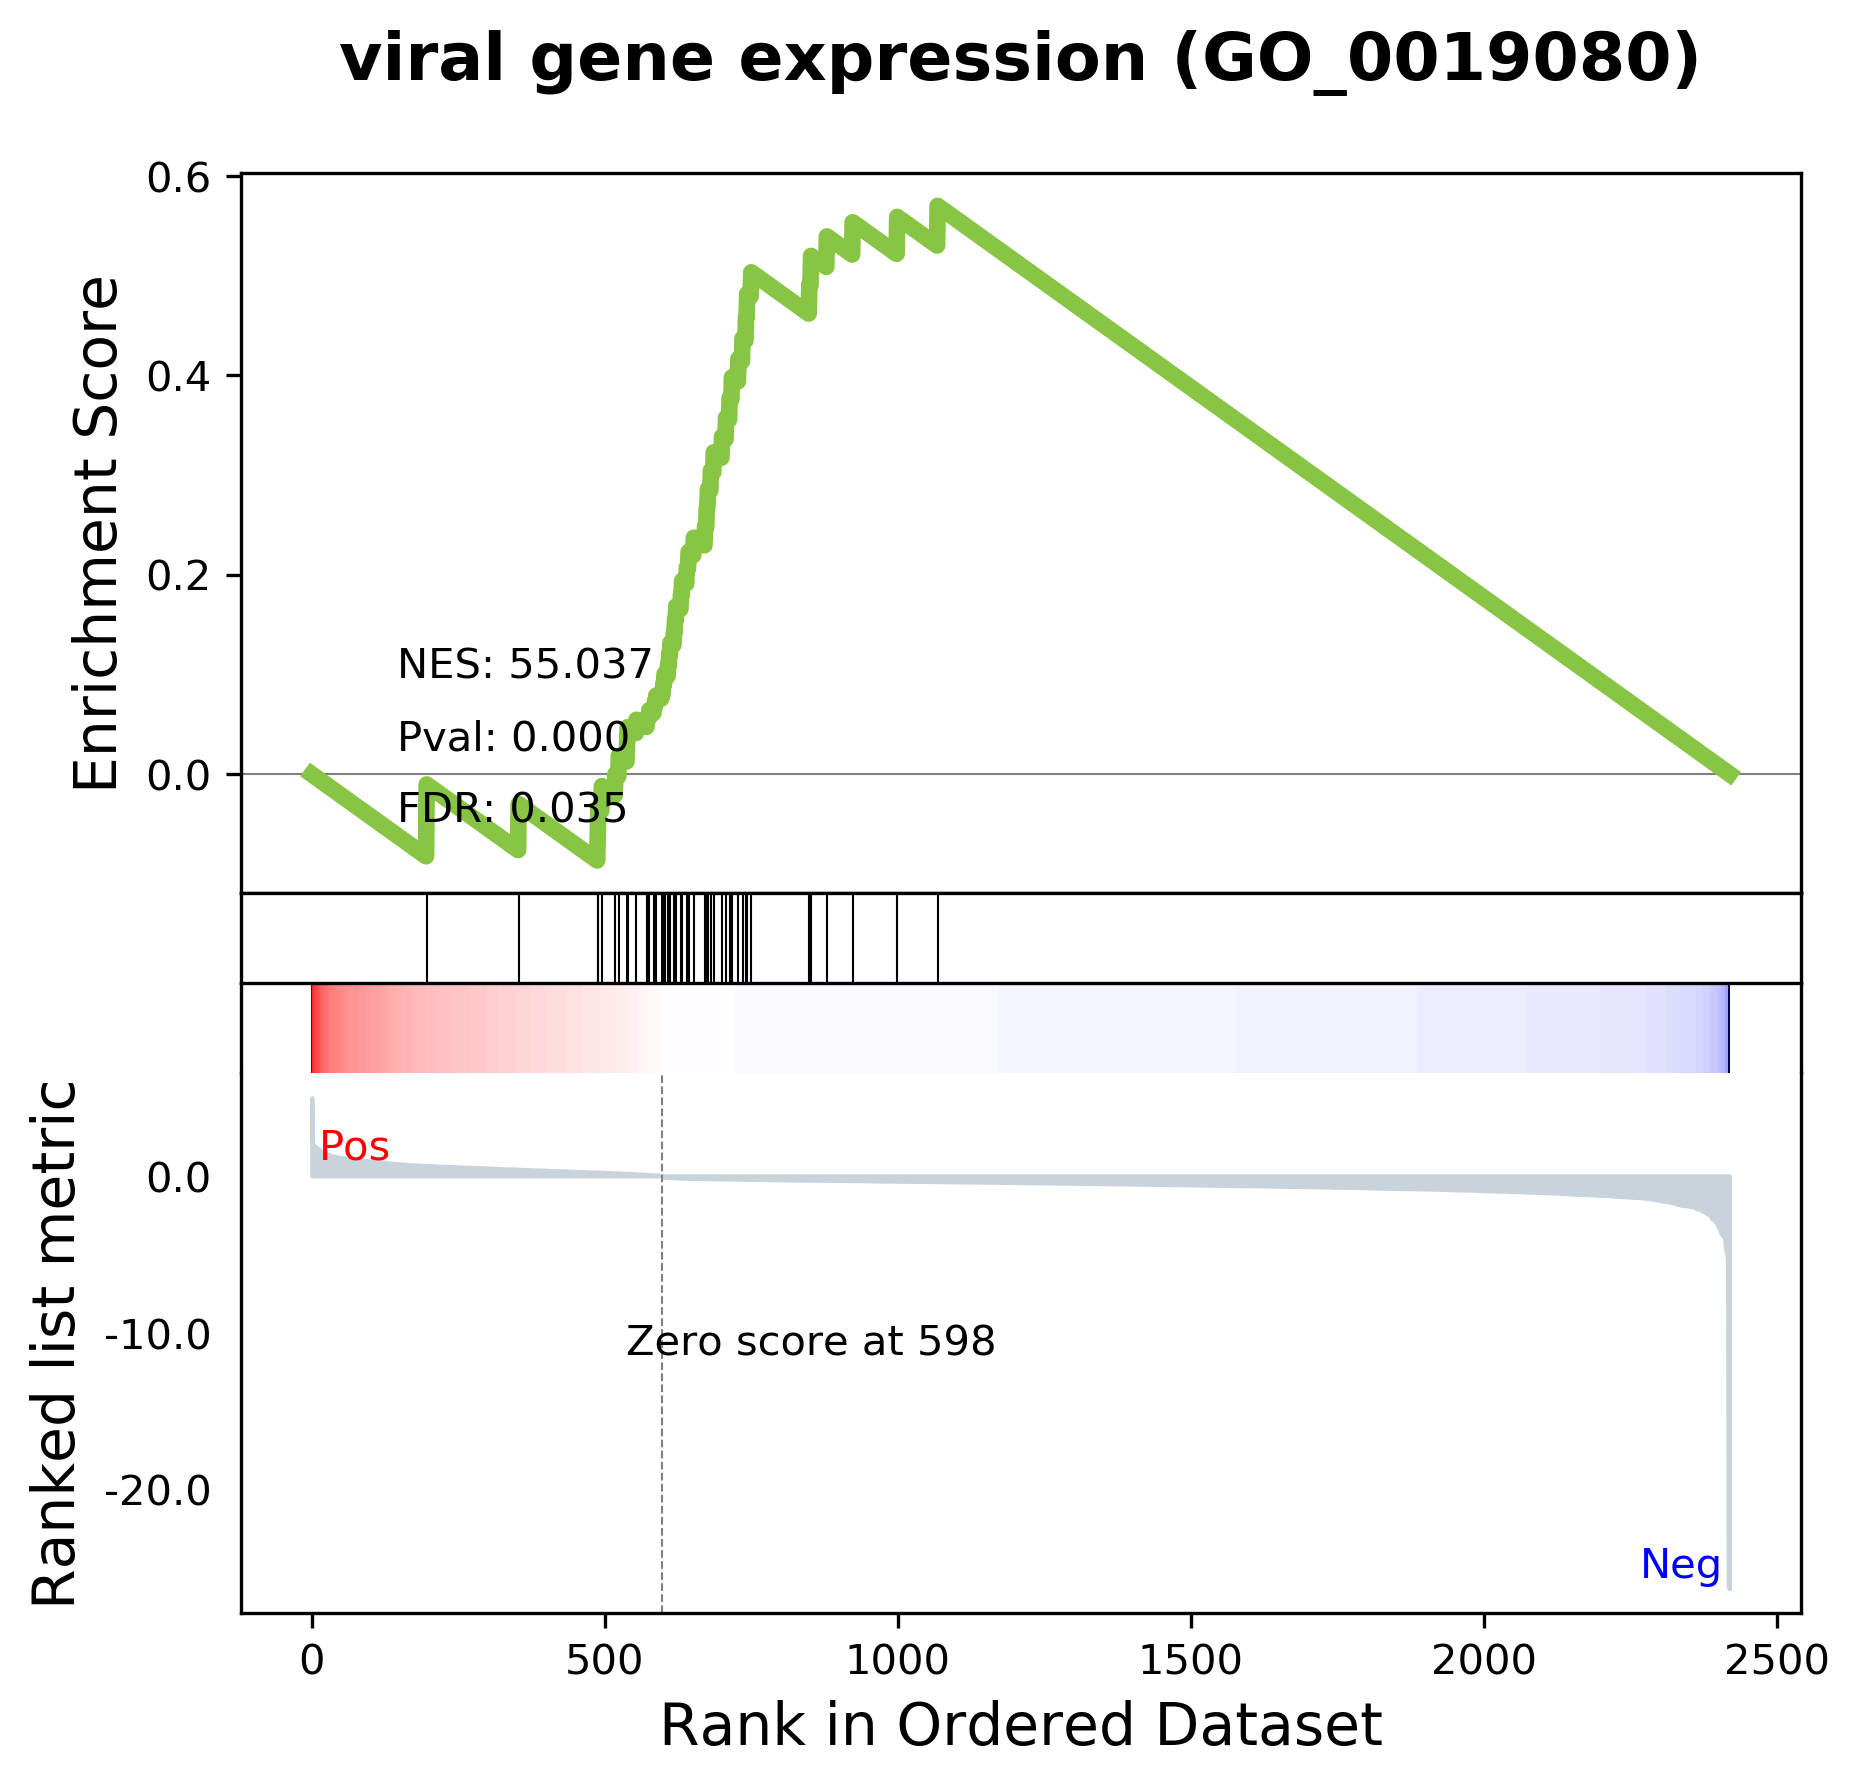 viral gene expression (GO_0019080)
Enrichment Score
0.6
0.4
0.2
0.0
NES: 55.037
Pval: 0.000
FDR: 0.035
Ranked list metric
0.0
-10.0
-20.0
Pos
Zero score at 598
Neg
0 500 1000 1500 2000 2500
Rank in Ordered Dataset